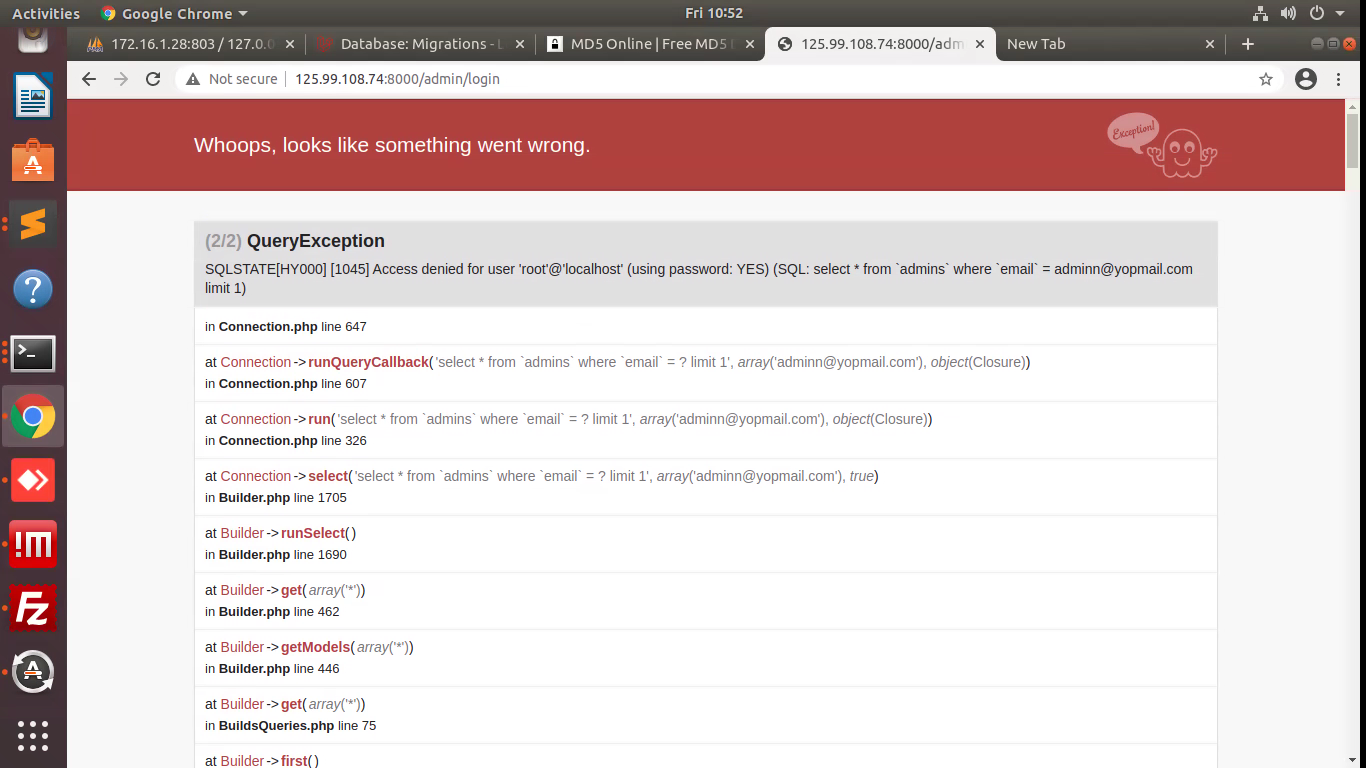 Activities
Google Chrome
Fri 10:52
172.16.1.28:803 / 127.0.0
Database: Migrations - L
MD5 Online | Free MD5
125.99.108.74:8000/adm
New Tab
Not secure
125.99.108.74:8000/admin/login
Whoops, looks like something went wrong.
Exception!
(2/2) QueryException
SQLSTATE[HY000] [1045] Access denied for user 'root'@'localhost' (using password: YES) (SQL: select * from `admins` where `email` = adminn@yopmail.com
limit 1)
in Connection.php line 647
at Connection->runQueryCallback('select * from `admins` where `email` = ? limit 1', array('adminn@yopmail.com'), object(Closure))
in Connection.php line 607
at Connection->run('select * from `admins` where `email` = ? limit 1', array('adminn@yopmail.com'), object(Closure))
in Connection.php line 326
at Connection->select('select * from `admins` where `email` = ? limit 1', array('adminn@yopmail.com'), true)
in Builder.php line 1705
at Builder->runSelect()
in Builder.php line 1690
at Builder->get(array('*'))
in Builder.php line 462
at Builder->getModels(array('*'))
in Builder.php line 446
at Builder->get(array('*'))
in BuildsQueries.php line 75
at Builder->first()